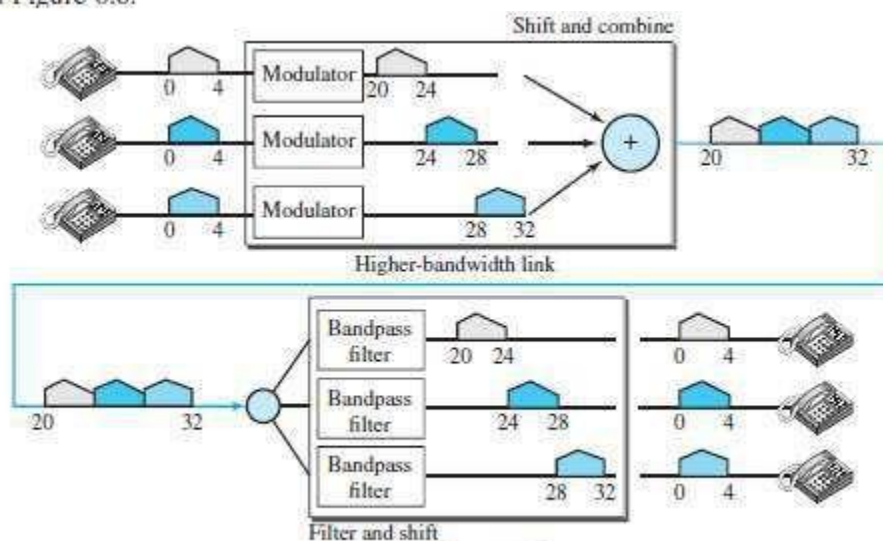 Shift and combine
0 4 Modulator 20 24
0 4 Modulator 24 28 + 20 32
0 4 Modulator 28 32
Higher-bandwidth link
Bandpass
filter 20 24 0 4
20 32 Bandpass
filter 24 28 0 4
Bandpass
filter 28 32 0 4
Filter and shift